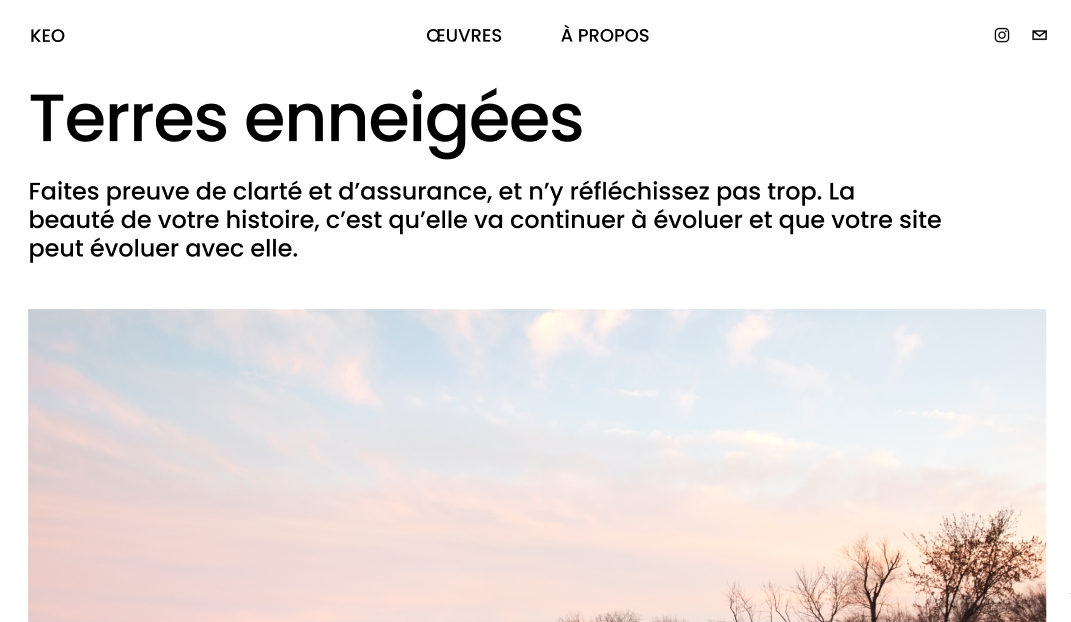 KEO
ŒUVRES
À PROPOS
Terres enneigées
Faites preuve de clarté et d’assurance, et n’y réfléchissez pas trop. La
beauté de votre histoire, c’est qu’elle va continuer à évoluer et que votre site
peut évoluer avec elle.